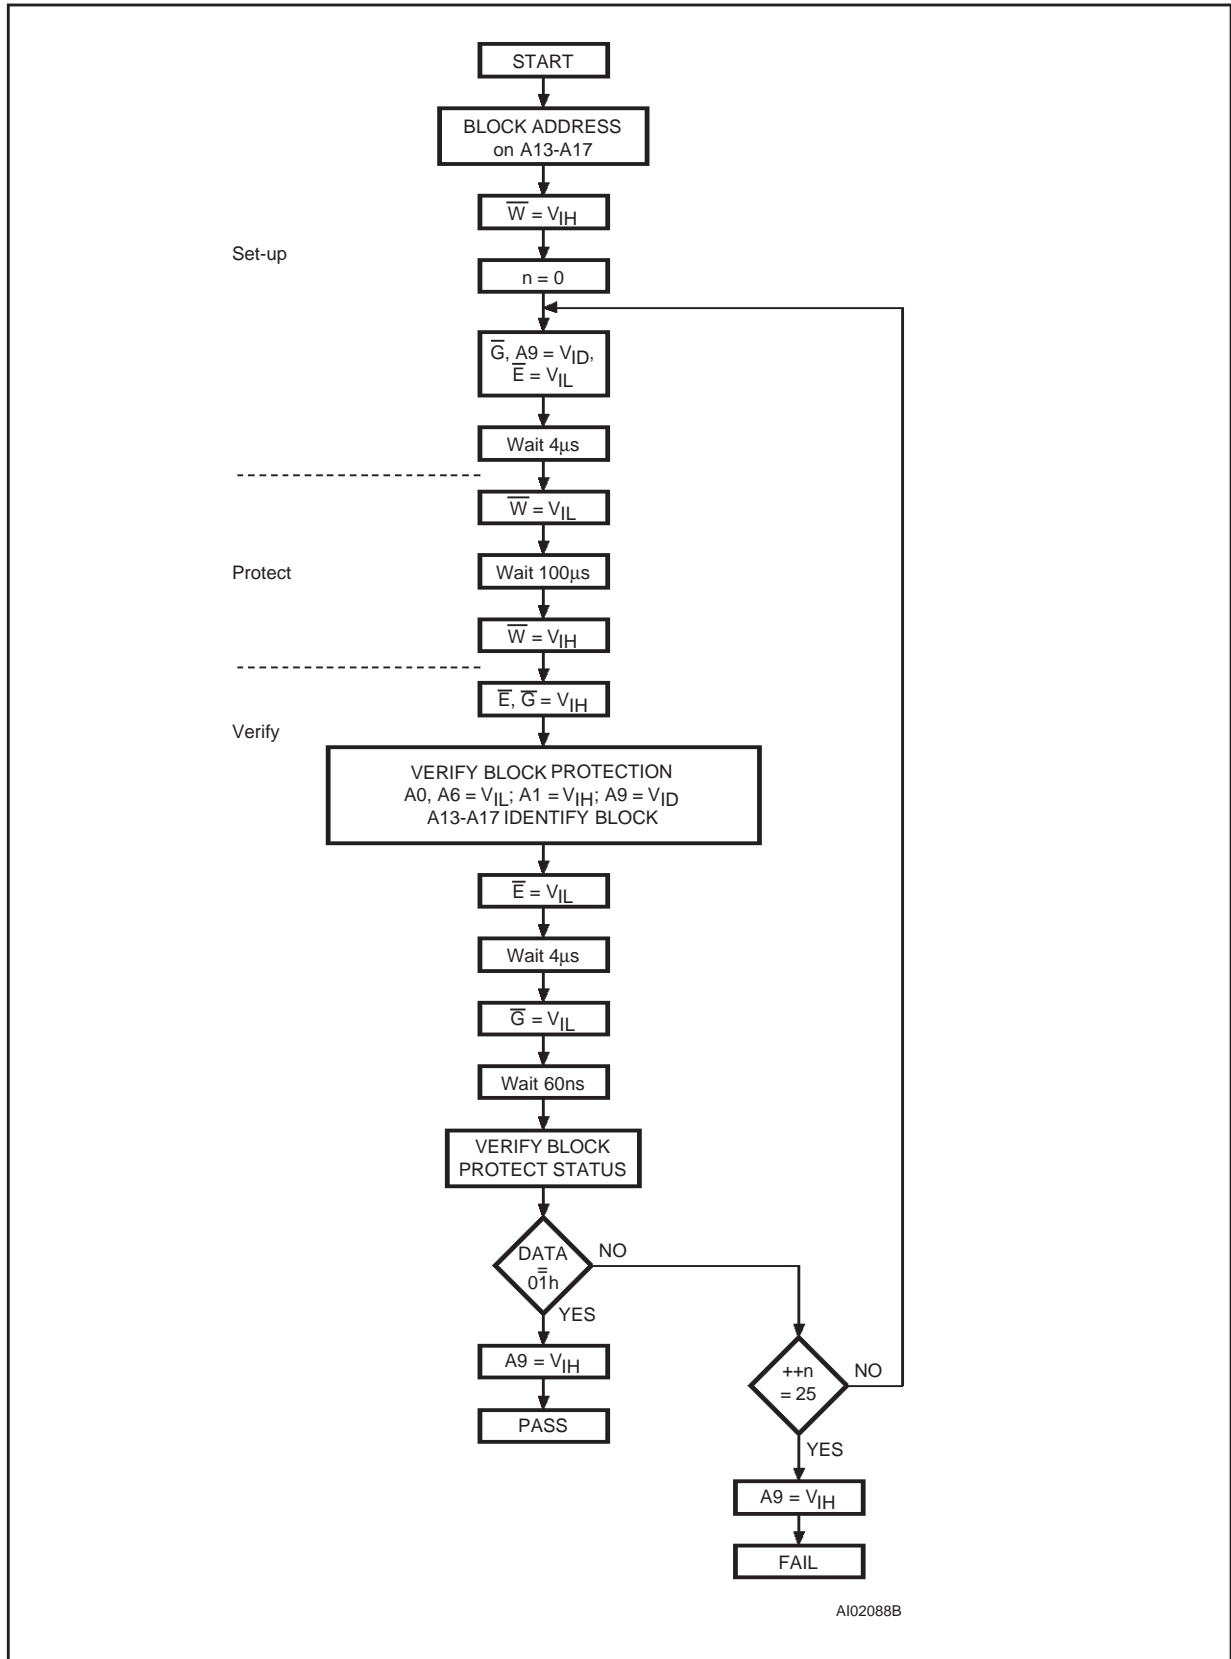 START
BLOCK ADDRESS
on A13-A17
W̅ = VIH
Set-up
n = 0
G̅, A9 = VID,
E̅ = VIL
Wait 4µs
W̅ = VIL
Protect
Wait 100µs
W̅ = VIH
E̅, G̅ = VIH
Verify
VERIFY BLOCK PROTECTION
A0, A6 = VIL; A1 = VIH; A9 = VID
A13-A17 IDENTIFY BLOCK
E̅ = VIL
Wait 4µs
G̅ = VIL
Wait 60ns
VERIFY BLOCK
PROTECT STATUS
DATA
=
01h
NO
YES
A9 = VIH
PASS
++n
= 25
NO
YES
A9 = VIH
FAIL
AI02088B